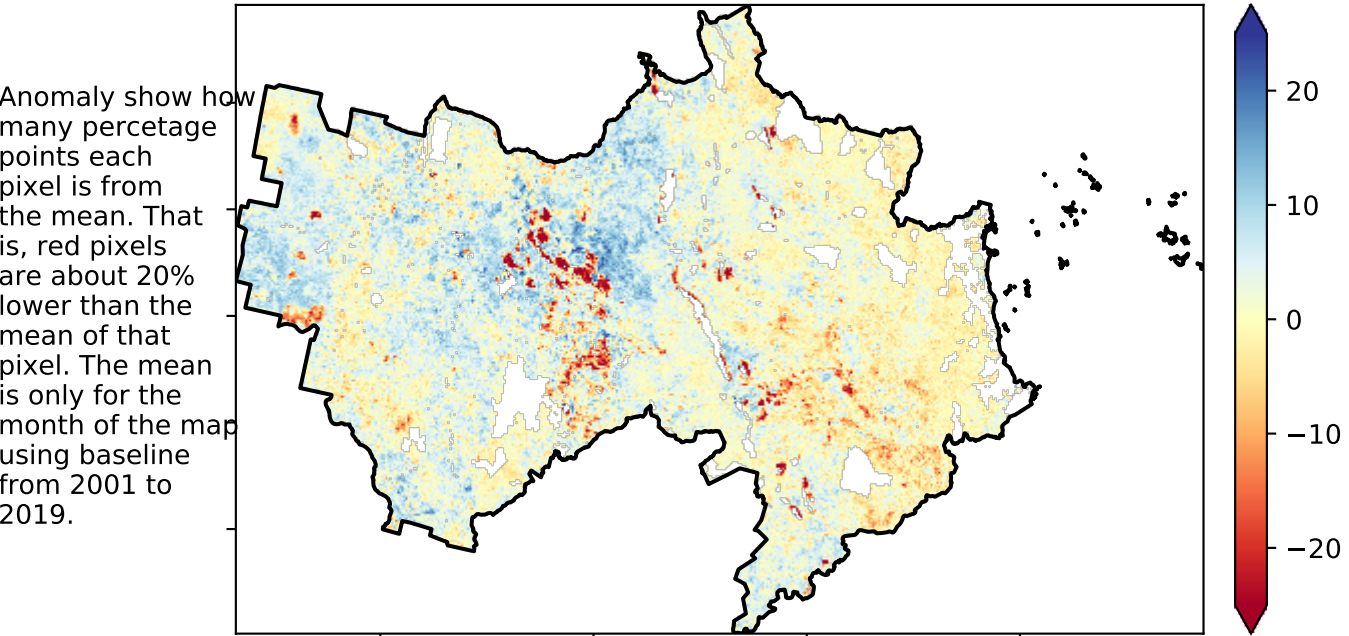 Anomaly show how
many percetage
points each
pixel is from
the mean. That
is, red pixels
are about 20%
lower than the
mean of that
pixel. The mean
is only for the
month of the map
using baseline
from 2001 to
2019.
20
10
0
−10
−20